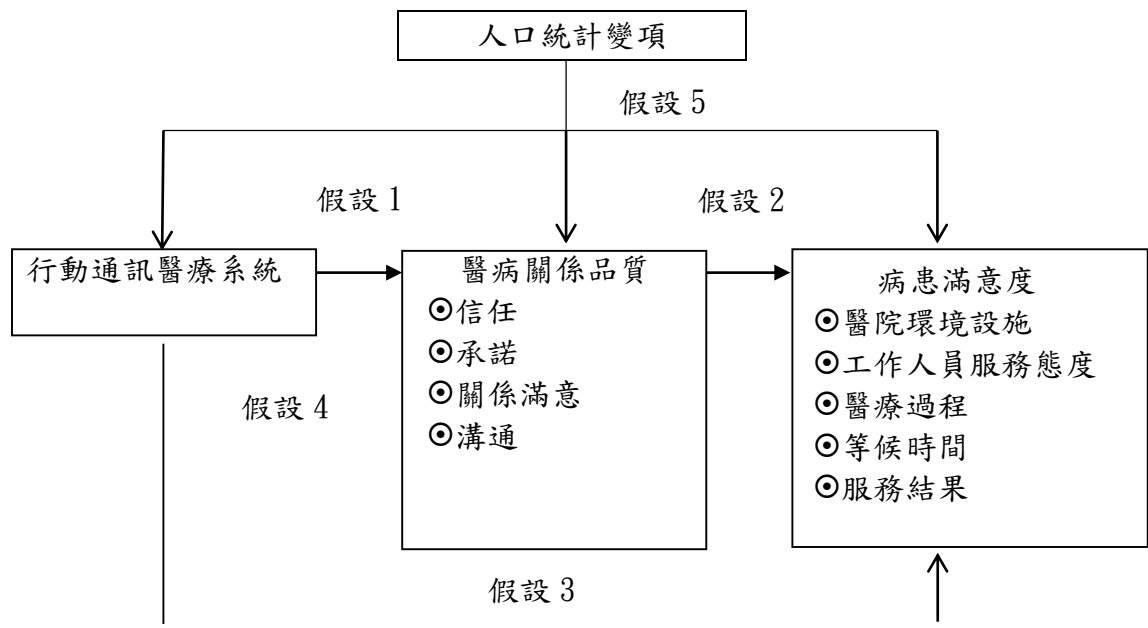 人口統計變項
假設 5
假設 1
假設 2
行動通訊醫療系統
醫病關係品質
⊙信任
⊙承諾
⊙關係滿意
⊙溝通
病患滿意度
⊙醫院環境設施
⊙工作人員服務態度
⊙醫療過程
⊙等候時間
⊙服務結果
假設 4
假設 3